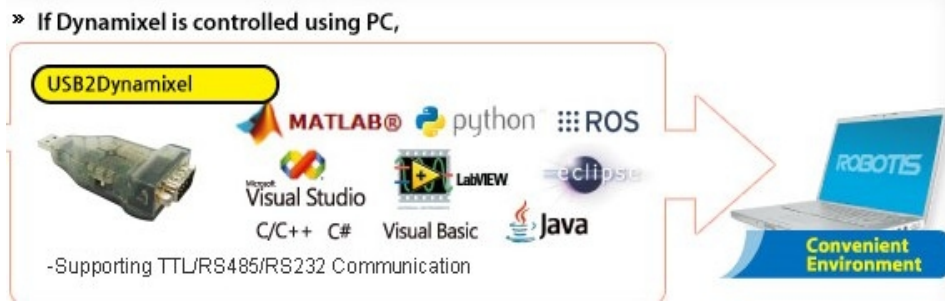 » If Dynamixel is controlled using PC,
USB2Dynamixel
MATLAB® python ROS
Microsoft
Visual Studio
LabVIEW
eclipse
C/C++ C# Visual Basic Java
-Supporting TTL/RS485/RS232 Communication
ROBOTIS
Convenient
Environment